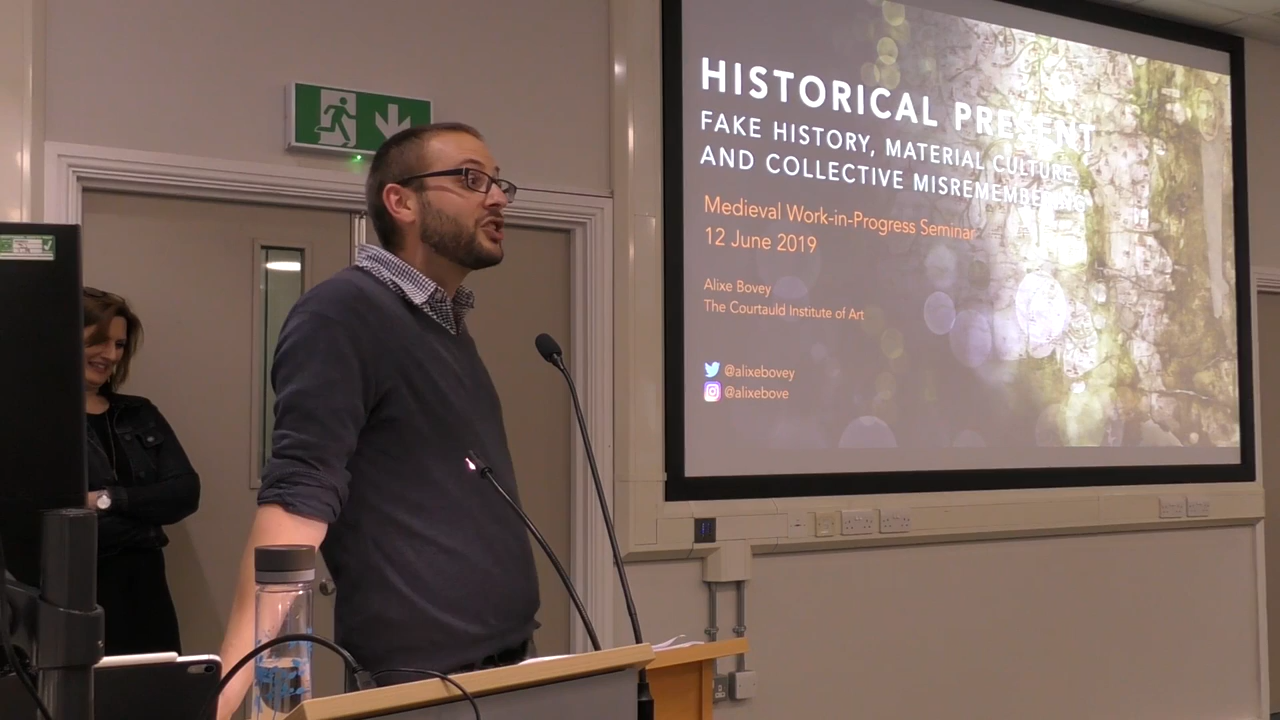 HISTORICAL PRESENT
FAKE HISTORY, MATERIAL CULTURE,
AND COLLECTIVE MISREMEMBERING
Medieval Work-in-Progress Seminar
12 June 2019
Alixe Bovey
The Courtauld Institute of Art
@alixebovey
@alixebove